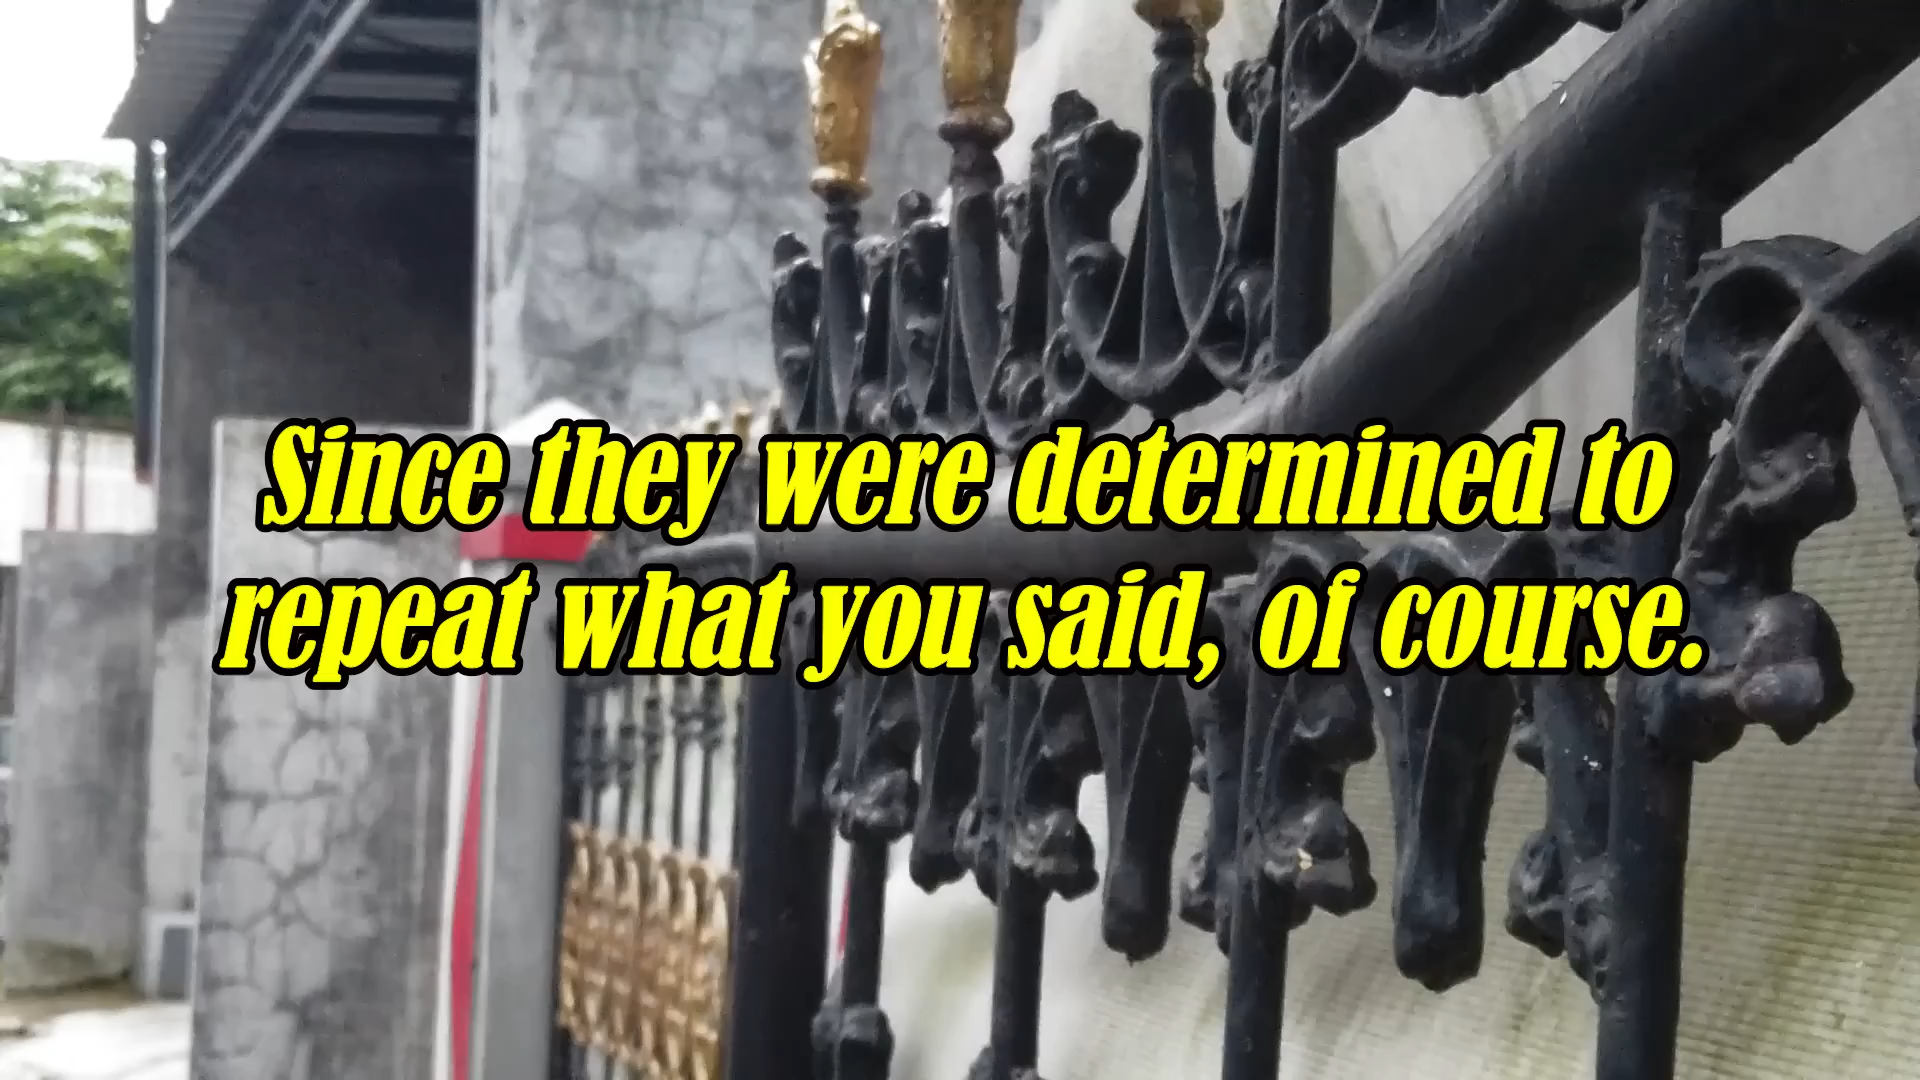 Since they were determined to
repeat what you said, of course.